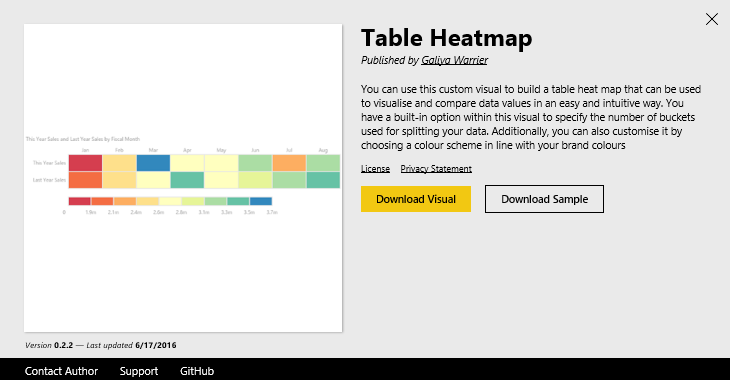 Table Heatmap
Published by Galiya Warrier
You can use this custom visual to build a table heat map that can be used
to visualise and compare data values in an easy and intuitive way. You
have a built-in option within this visual to specify the number of buckets
used for splitting your data. Additionally, you can also customise it by
choosing a colour scheme in line with your brand colours
License Privacy Statement
Download Visual Download Sample
This Year Sales and Last Year Sales by Fiscal Month
Jan Feb Mar Apr May Jun Jul Aug
This Year Sales
Last Year Sales
0 1.9m 2.1m 2.4m 2.6m 2.8m 3.1m 3.3m 3.5m 3.7m
Version 0.2.2 — Last updated 6/17/2016
Contact Author Support GitHub